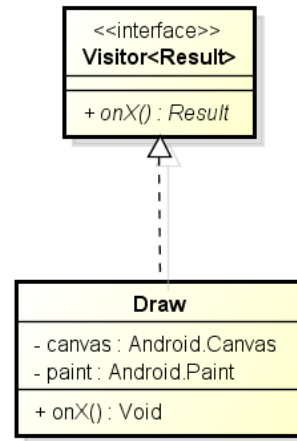 <<interface>>
Visitor<Result>
+ onX() : Result
Draw
- canvas : Android.Canvas
- paint : Android.Paint
+ onX() : Void